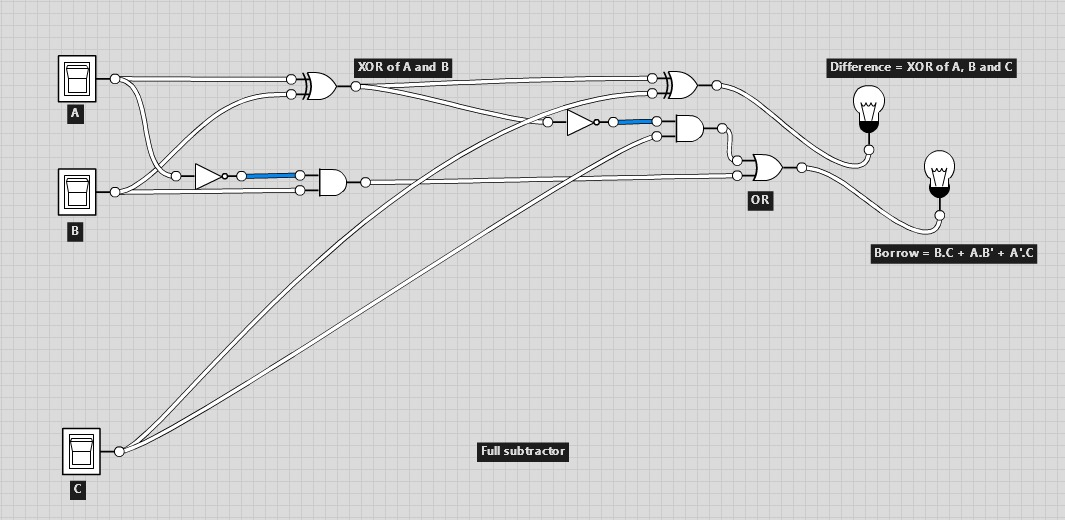 XOR of A and B
Difference = XOR of A, B and C
A
B
OR
Borrow = B.C + A.B' + A'.C
Full subtractor
C